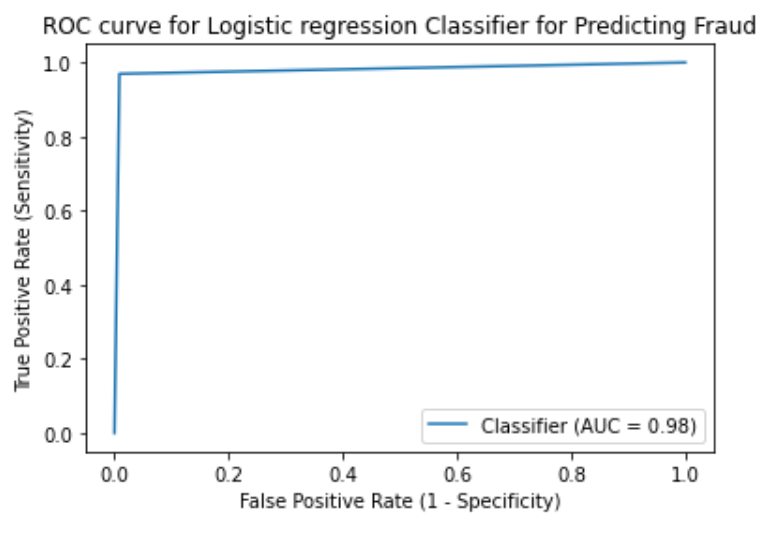 ROC curve for Logistic regression Classifier for Predicting Fraud
True Positive Rate (Sensitivity)
1.0
0.8
0.6
0.4
0.2
0.0
Classifier (AUC = 0.98)
0.0 0.2 0.4 0.6 0.8 1.0
False Positive Rate (1 - Specificity)